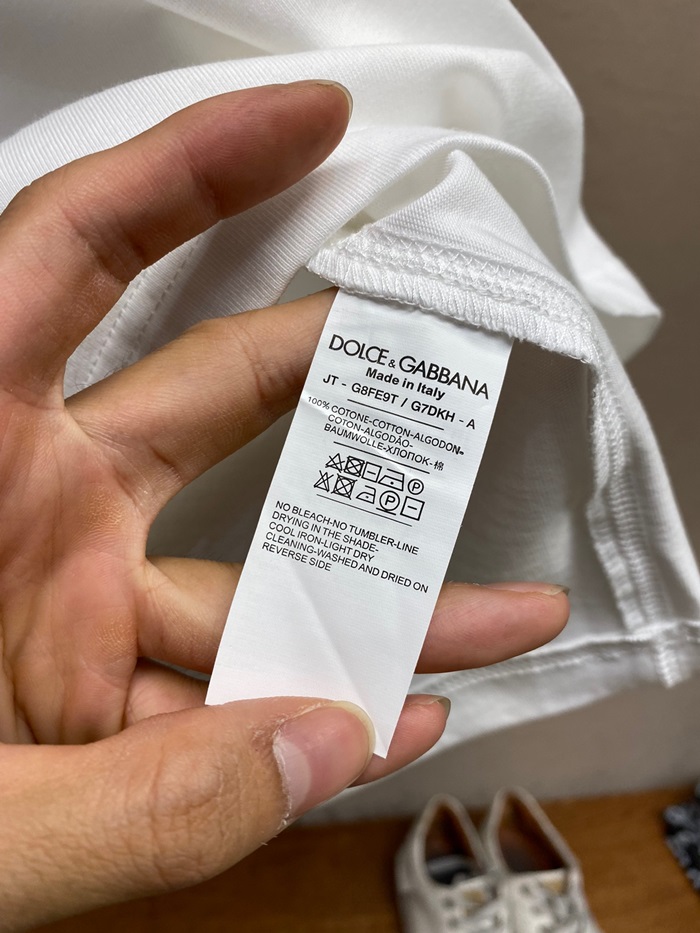 DOLCE & GABBANA
Made in Italy
JT - G8FE9T / G7DKH - A
100% COTONE-COTTON-ALGODON-
COTON-ALGODÃO-
BAUMWOLLE-ХЛОПОК-棉
NO BLEACH-NO TUMBLER-LINE
DRYING IN THE SHADE-
COOL IRON-LIGHT DRY
CLEANING-WASHED AND DRIED ON
REVERSE SIDE